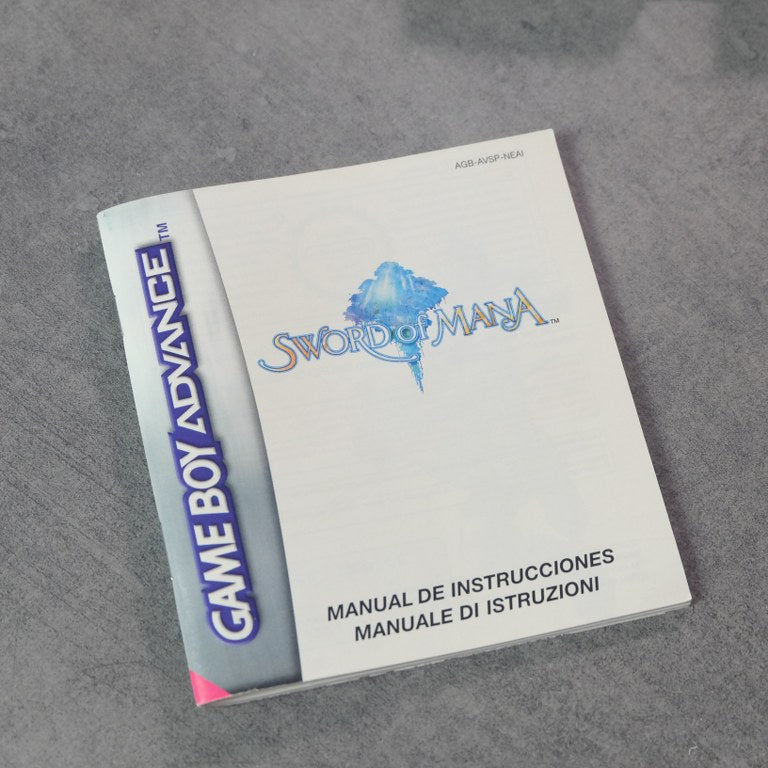 AGB-AVSP-NEAI
GAME BOY ADVANCE™
SWORD of MANA™
MANUAL DE INSTRUCCIONES
MANUALE DI ISTRUZIONI